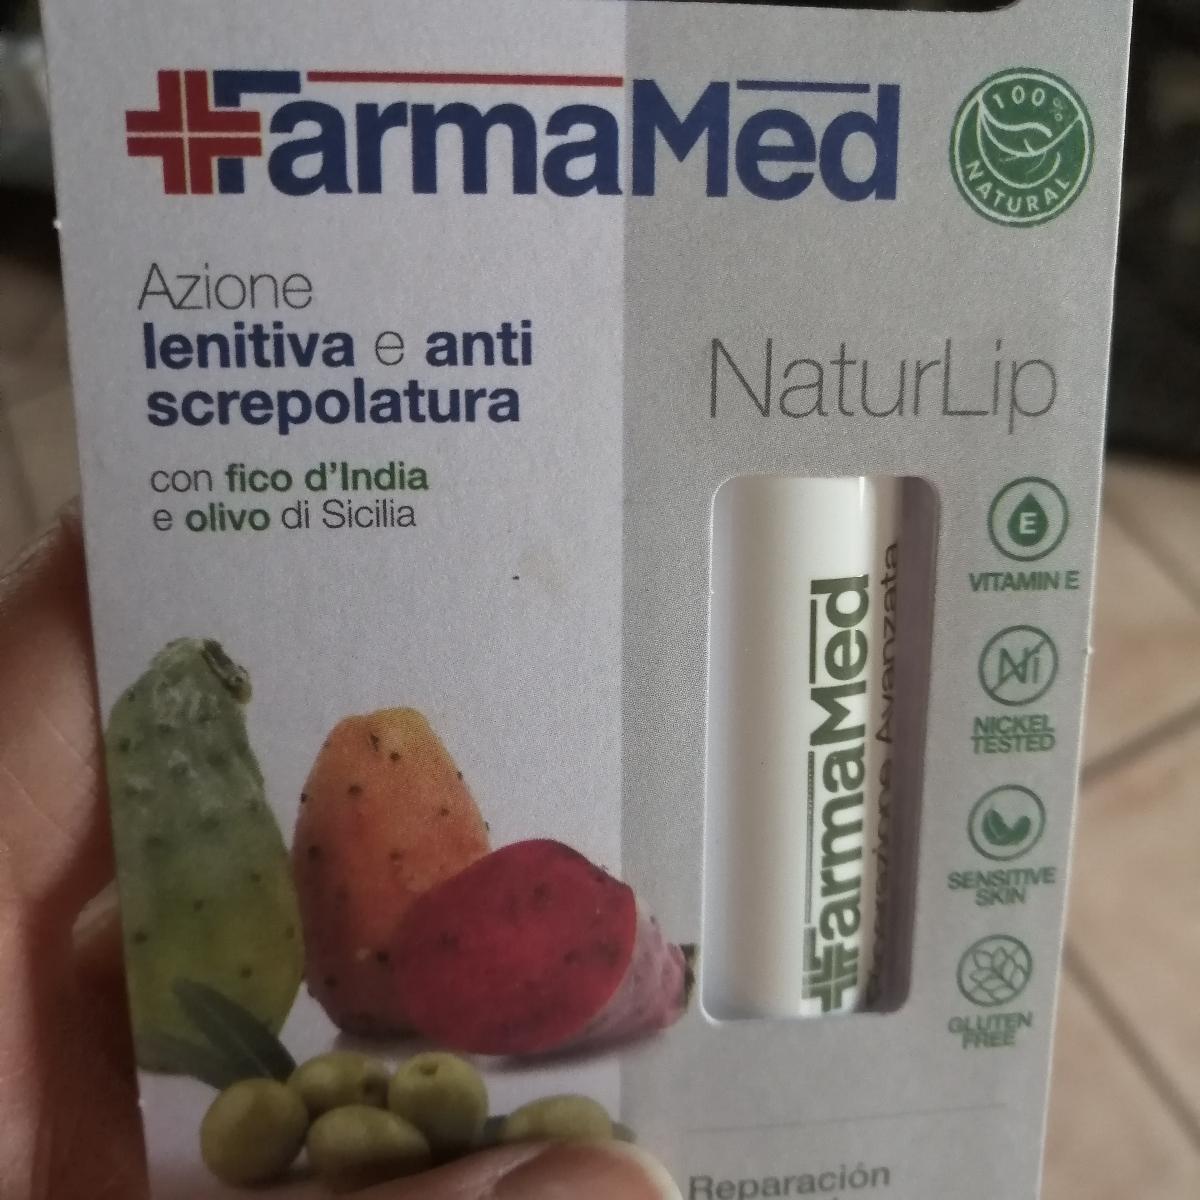 FarmaMed
100%
NATURAL
Azione
lenitiva e anti
screpolatura
con fico d'India
e olivo di Sicilia
NaturLip
FarmaMed
Avanzata
E
VITAMIN E
Ni
NICKEL
TESTED
SENSITIVE
SKIN
GLUTEN
FREE
Reparación